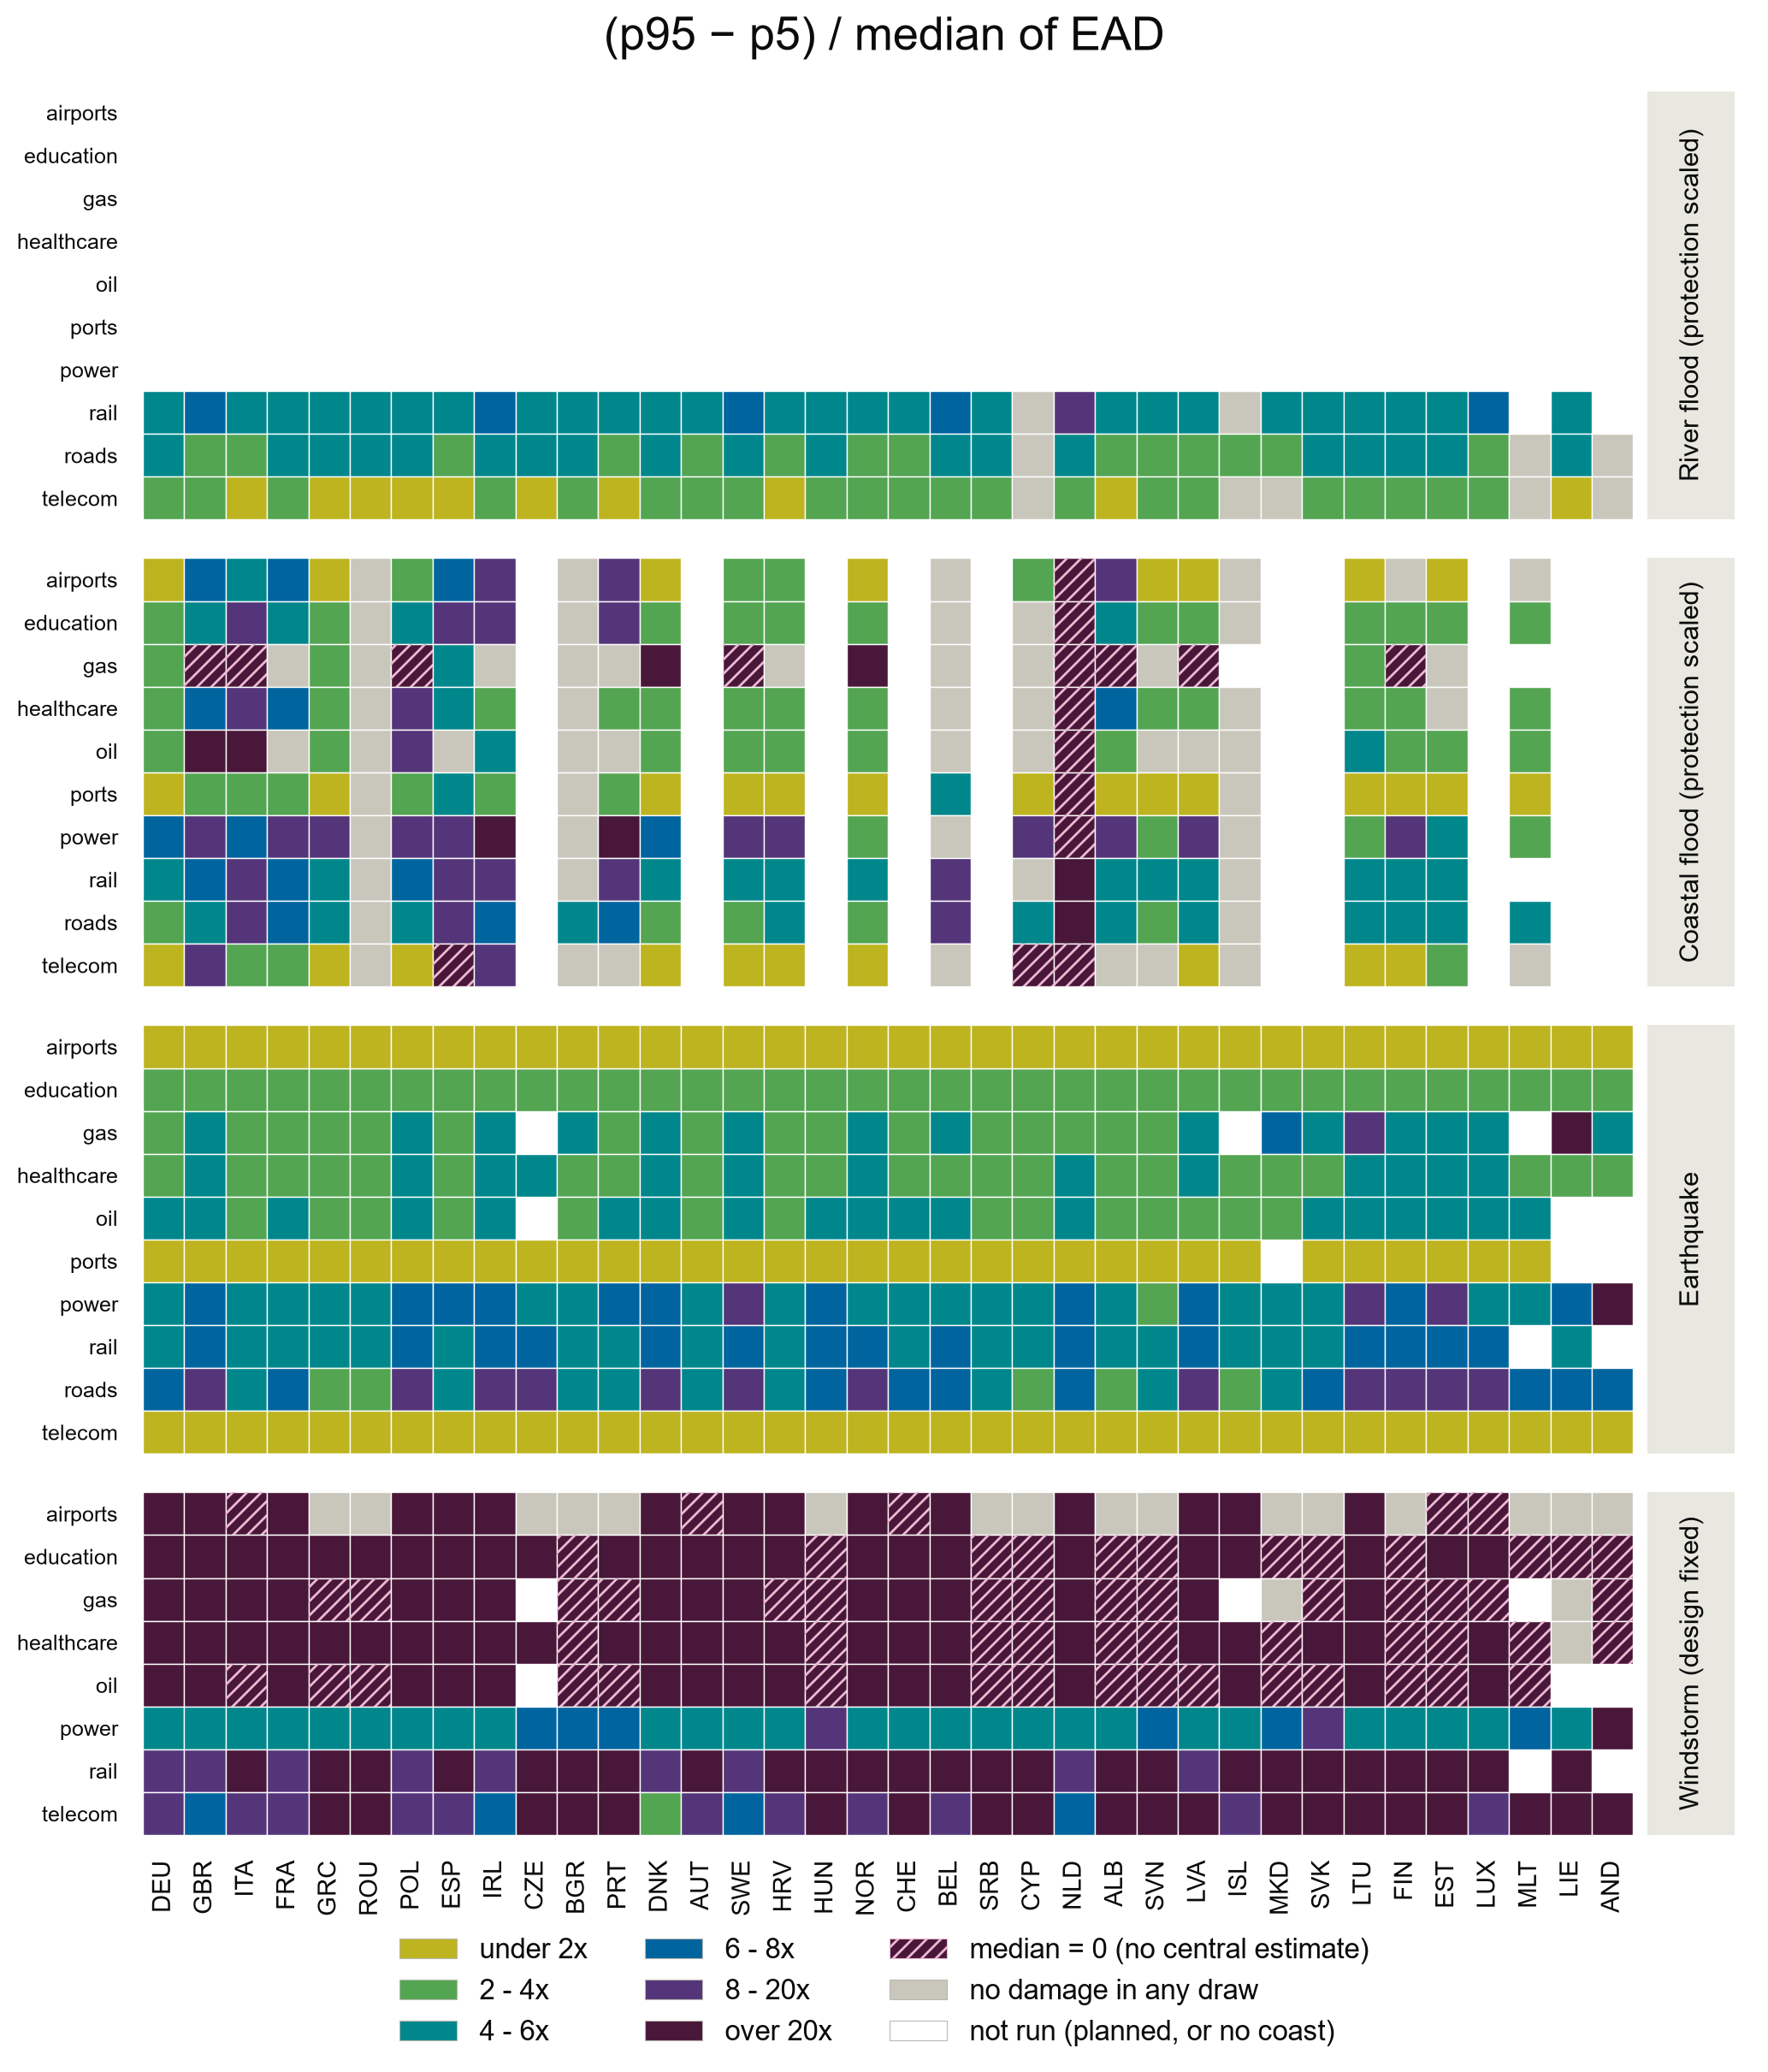 (p95 − p5) / median of EAD
airports
education
gas
healthcare
oil
ports
power
rail
roads
telecom
River flood (protection scaled)
airports
education
gas
healthcare
oil
ports
power
rail
roads
telecom
Coastal flood (protection scaled)
airports
education
gas
healthcare
oil
ports
power
rail
roads
telecom
Earthquake
airports
education
gas
healthcare
oil
power
rail
telecom
Windstorm (design fixed)
DEU GBR ITA FRA GRC ROU POL ESP IRL CZE BGR PRT DNK AUT SWE HRV HUN NOR CHE BEL SRB CYP NLD ALB SVN LVA ISL MKD SVK LTU FIN EST LUX MLT LIE AND
under 2x
2 - 4x
4 - 6x
6 - 8x
8 - 20x
over 20x
median = 0 (no central estimate)
no damage in any draw
not run (planned, or no coast)